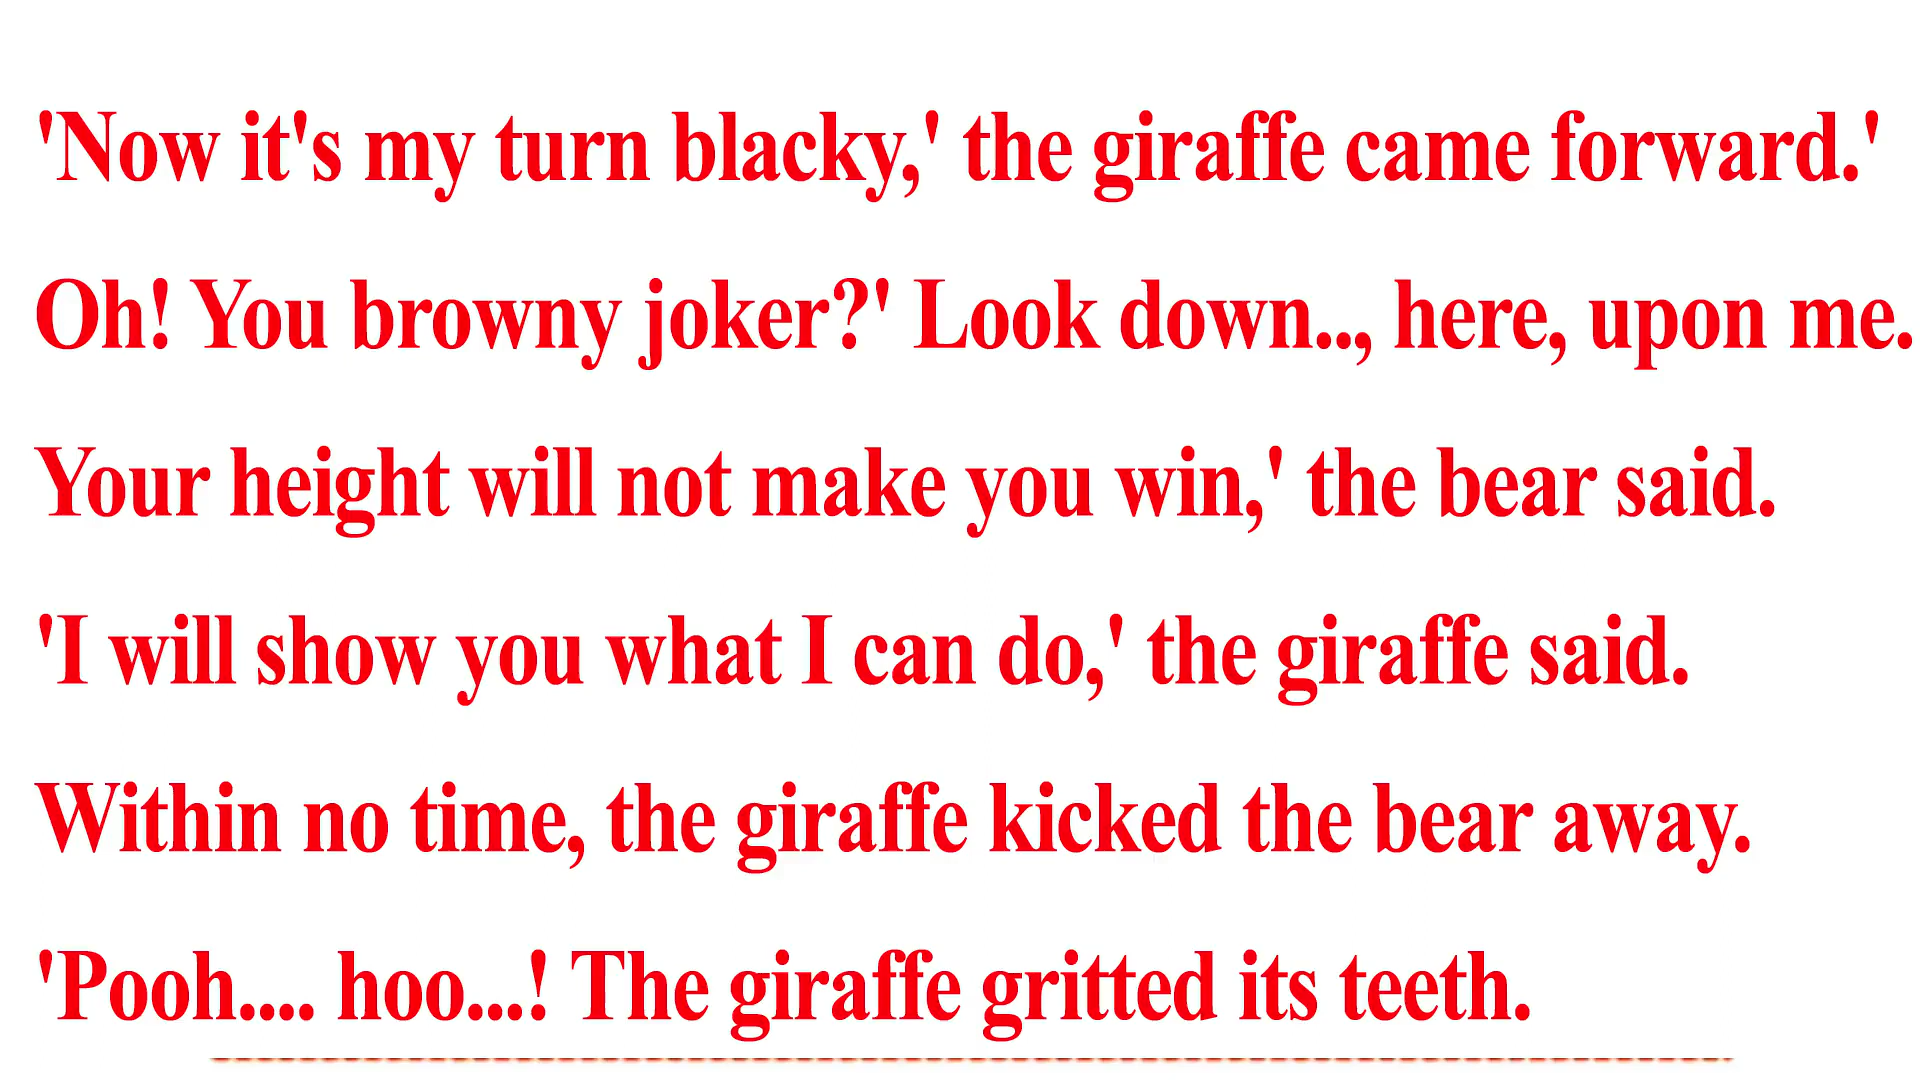 'Now it's my turn blacky,' the giraffe came forward.'
Oh! You browny joker?' Look down.., here, upon me.
Your height will not make you win,' the bear said.
'I will show you what I can do,' the giraffe said.
Within no time, the giraffe kicked the bear away.
'Pooh.... hoo...! The giraffe gritted its teeth.